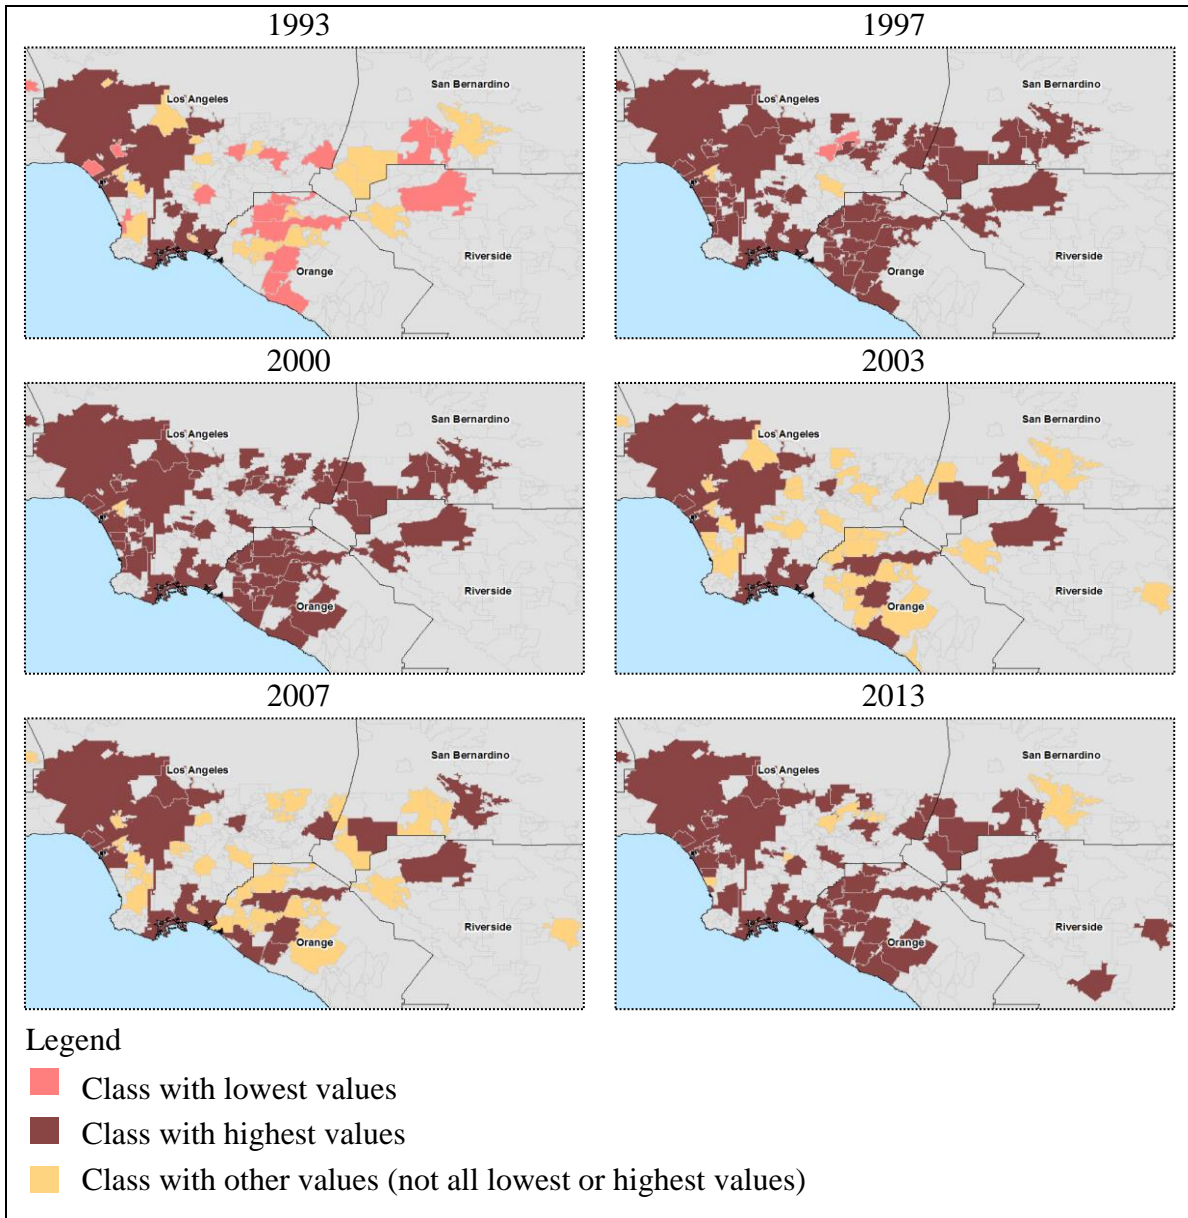 1993
1997
Los Angeles
San Bernardino
Riverside
Orange
Los Angeles
San Bernardino
Riverside
Orange
2000
2003
Los Angeles
San Bernardino
Riverside
Orange
Los Angeles
San Bernardino
Riverside
Orange
2007
2013
Los Angeles
San Bernardino
Riverside
Orange
Los Angeles
San Bernardino
Riverside
Orange
Legend
Class with lowest values
Class with highest values
Class with other values (not all lowest or highest values)